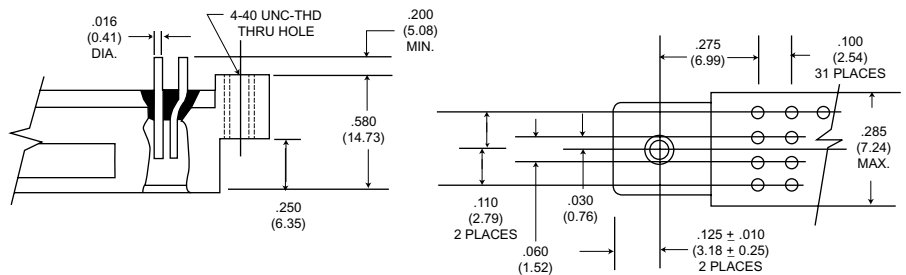 .016
(0.41)
DIA.
4-40 UNC-THD
THRU HOLE
.200
(5.08)
MIN.
.580
(14.73)
.250
(6.35)
.275
(6.99)
.100
(2.54)
31 PLACES
.285
(7.24)
MAX.
.110
(2.79)
2 PLACES
.060
(1.52)
.030
(0.76)
.125 ± .010
(3.18 ± 0.25)
2 PLACES